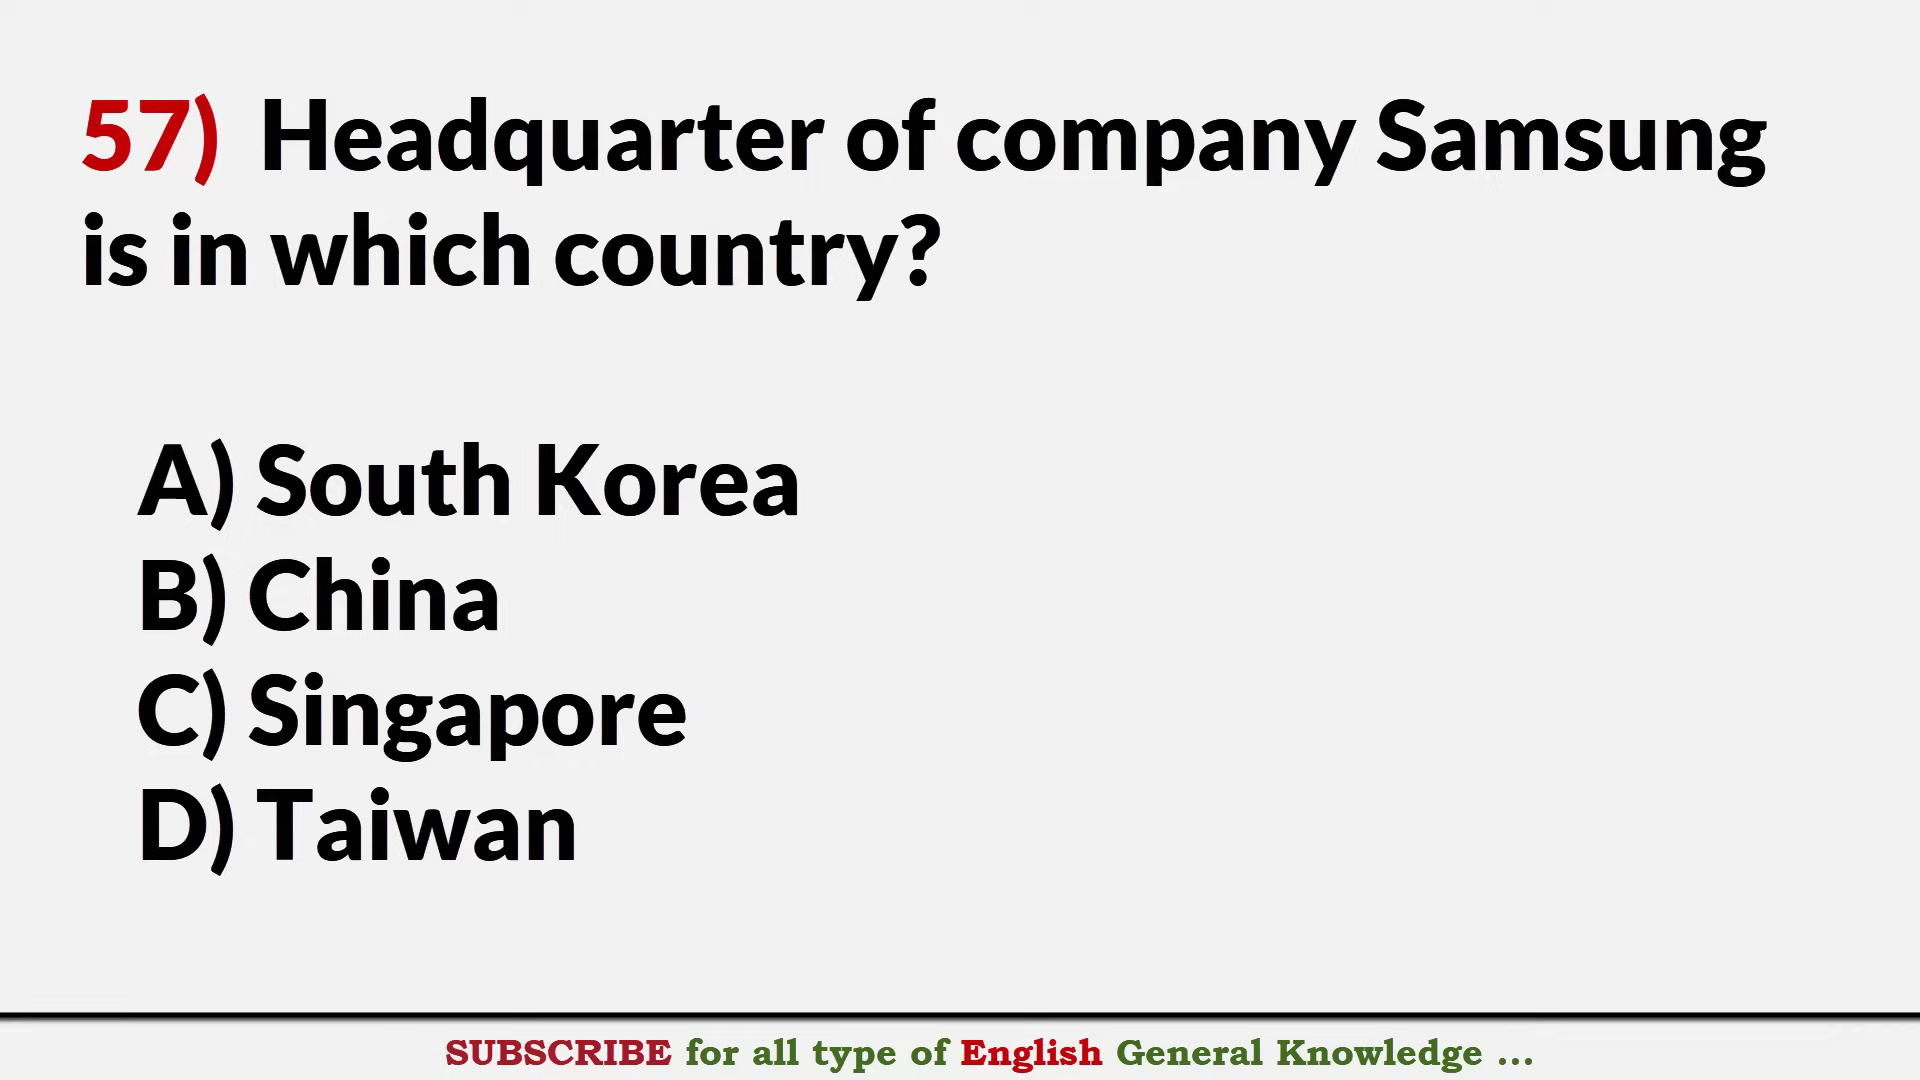 57) Headquarter of company Samsung
is in which country?
A) South Korea
B) China
C) Singapore
D) Taiwan
SUBSCRIBE for all type of English General Knowledge ...